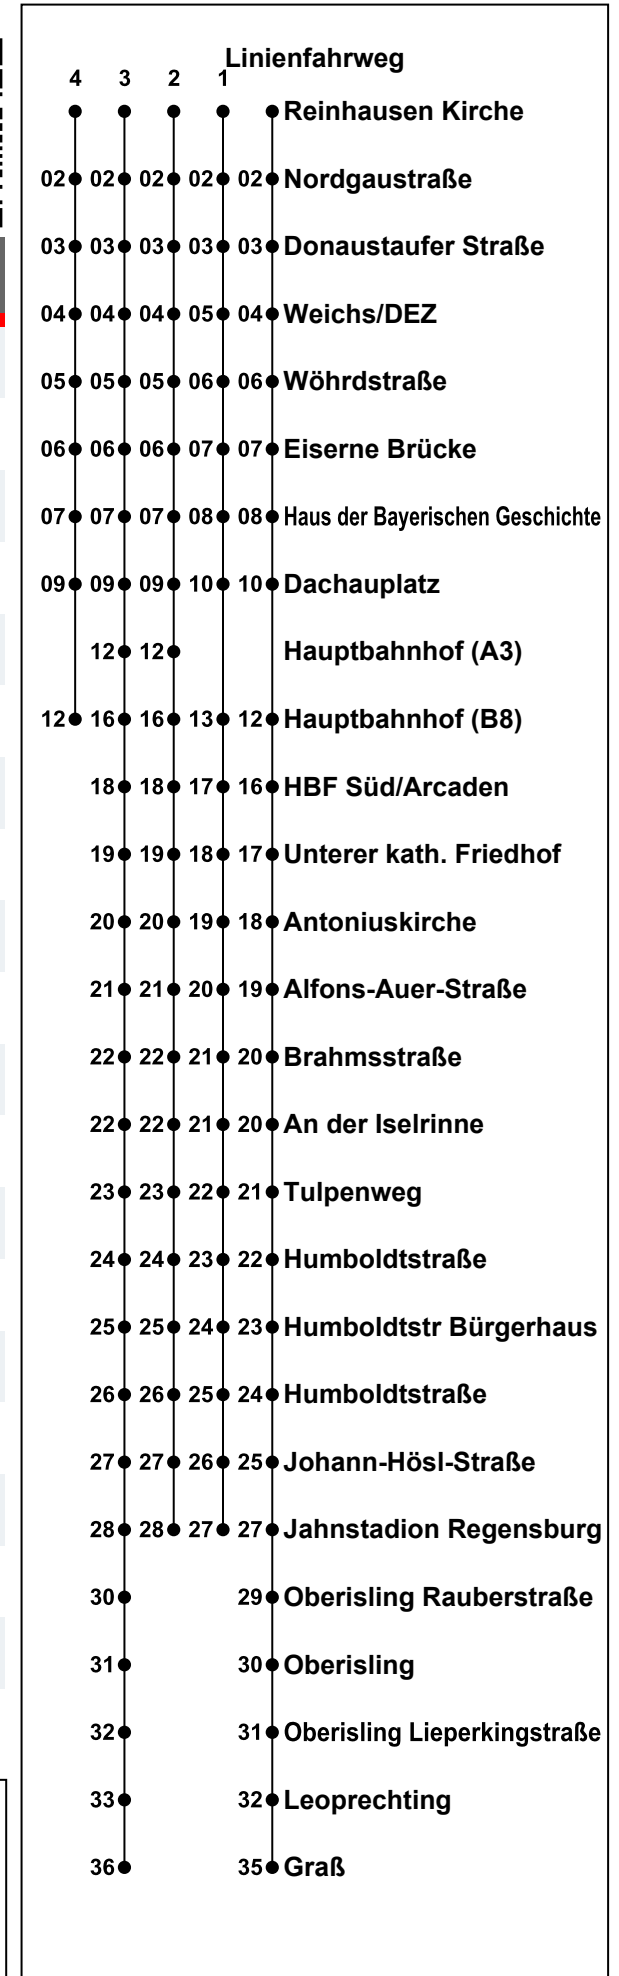 Linienfahrweg
4 3 2 1
Reinhausen Kirche
02 02 02 02 02 Nordgaustraße
03 03 03 03 03 Donaustaufer Straße
04 04 04 05 04 Weichs/DEZ
05 05 05 06 06 Wöhrdstraße
06 06 06 07 07 Eiserne Brücke
07 07 07 08 08 Haus der Bayerischen Geschichte
09 09 09 10 10 Dachauplatz
12 12 Hauptbahnhof (A3)
12 16 16 13 12 Hauptbahnhof (B8)
18 18 17 16 HBF Süd/Arcaden
19 19 18 17 Unterer kath. Friedhof
20 20 19 18 Antoniuskirche
21 21 20 19 Alfons-Auer-Straße
22 22 21 20 Brahmsstraße
22 22 21 20 An der Iselrinne
23 23 22 21 Tulpenweg
24 24 23 22 Humboldtstraße
25 25 24 23 Humboldtstr Bürgerhaus
26 26 25 24 Humboldtstraße
27 27 26 25 Johann-Hösl-Straße
28 28 27 27 Jahnstadion Regensburg
30 29 Oberisling Rauberstraße
31 30 Oberisling
32 31 Oberisling Lieperkingstraße
33 32 Leoprechting
36 35 Graß